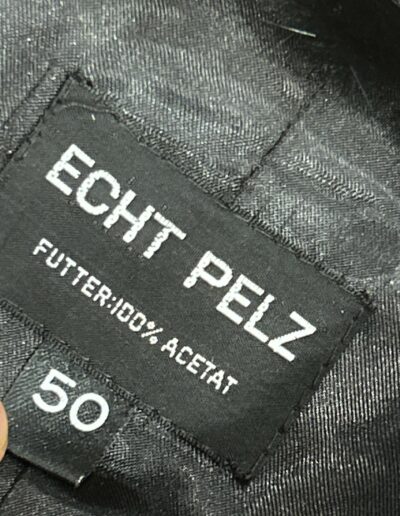 ECHT PELZ
FUTTER:100% ACETAT
50